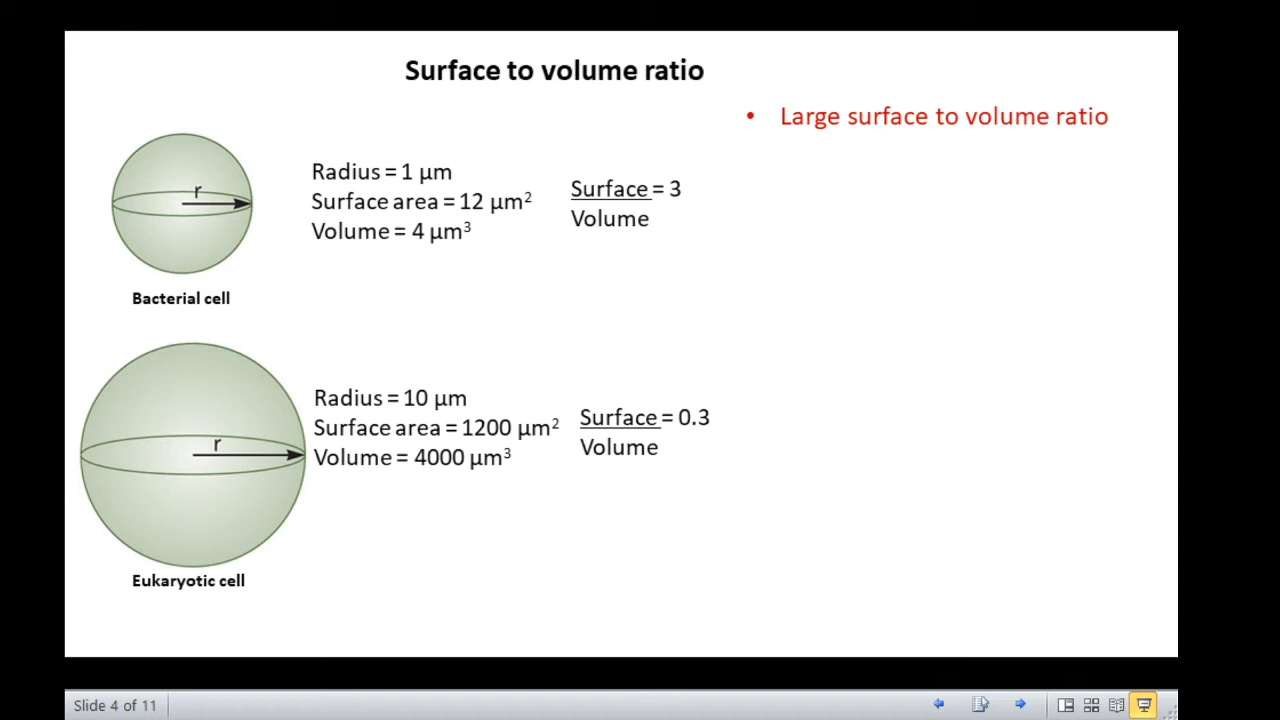 Surface to volume ratio
• Large surface to volume ratio
r
Radius = 1 µm
Surface area = 12 µm²
Volume = 4 µm³
Surface = 3
Volume
Bacterial cell
r
Radius = 10 µm
Surface area = 1200 µm²
Volume = 4000 µm³
Surface = 0.3
Volume
Eukaryotic cell
Slide 4 of 11